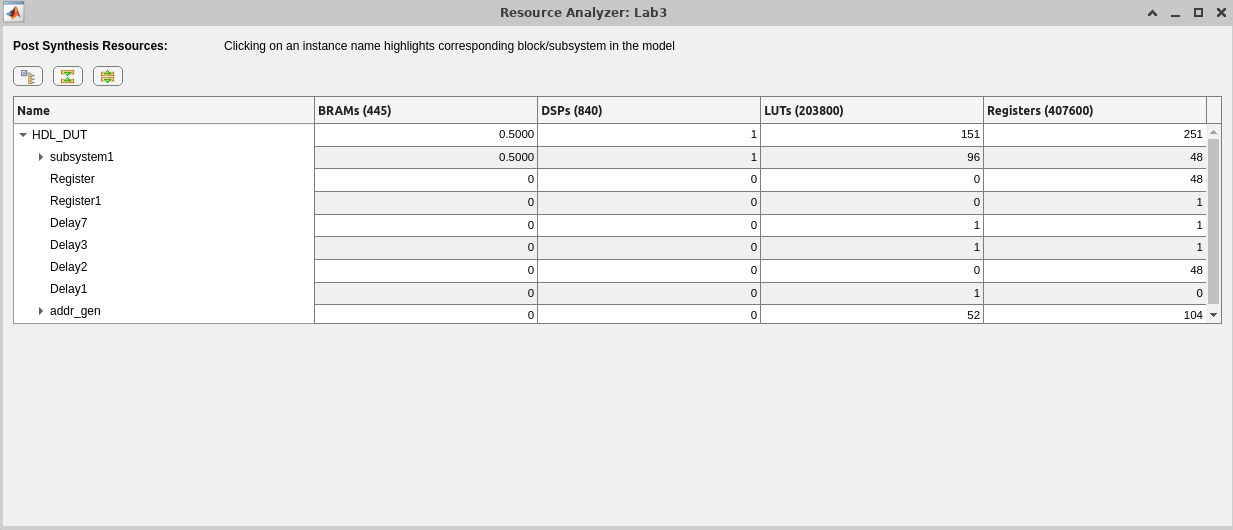 Resource Analyzer: Lab3
Post Synthesis Resources: Clicking on an instance name highlights corresponding block/subsystem in the model
Name BRAMs (445) DSPs (840) LUTs (203800) Registers (407600)
HDL_DUT 0.5000 1 151 251
subsystem1 0.5000 1 96 48
Register 0 0 0 48
Register1 0 0 0 1
Delay7 0 0 1 1
Delay3 0 0 1 1
Delay2 0 0 0 48
Delay1 0 0 1 0
addr_gen 0 0 52 104